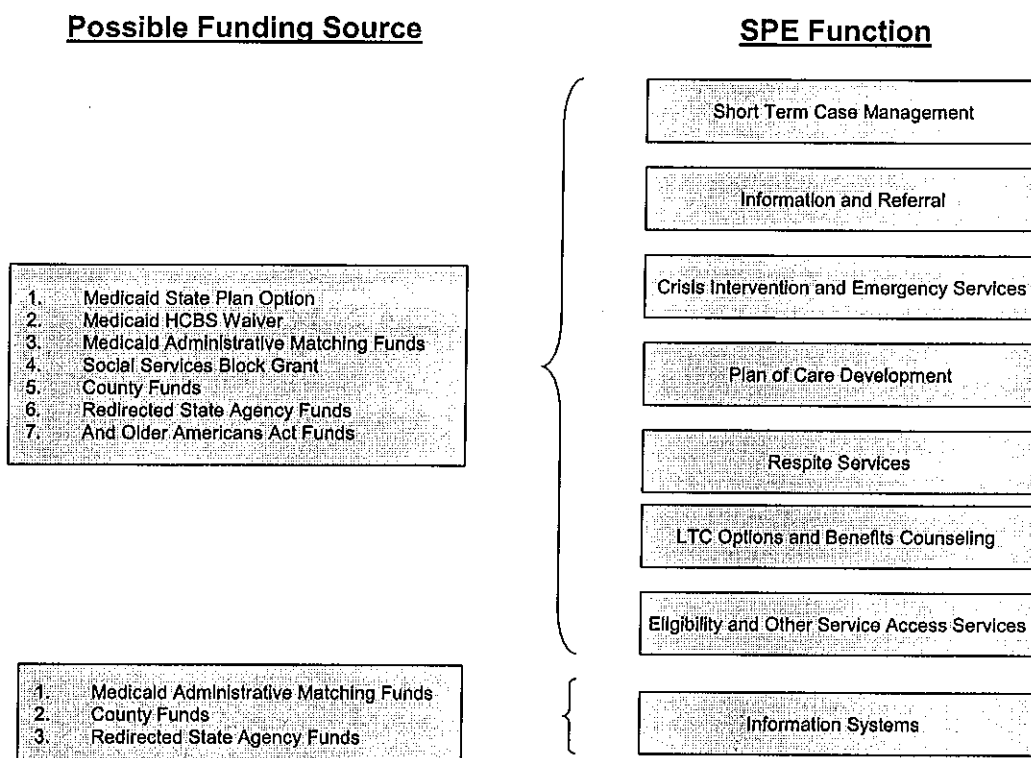 Possible Funding Source
SPE Function
Short Term Case Management
Information and Referral
Crisis Intervention and Emergency Services
Plan of Care Development
Respite Services
LTC Options and Benefits Counseling
Eligibility and Other Service Access Services
1. Medicaid State Plan Option
2. Medicaid HCBS Waiver
3. Medicaid Administrative Matching Funds
4. Social Services Block Grant
5. County Funds
6. Redirected State Agency Funds
7. And Older Americans Act Funds
1. Medicaid Administrative Matching Funds
2. County Funds
3. Redirected State Agency Funds
Information Systems